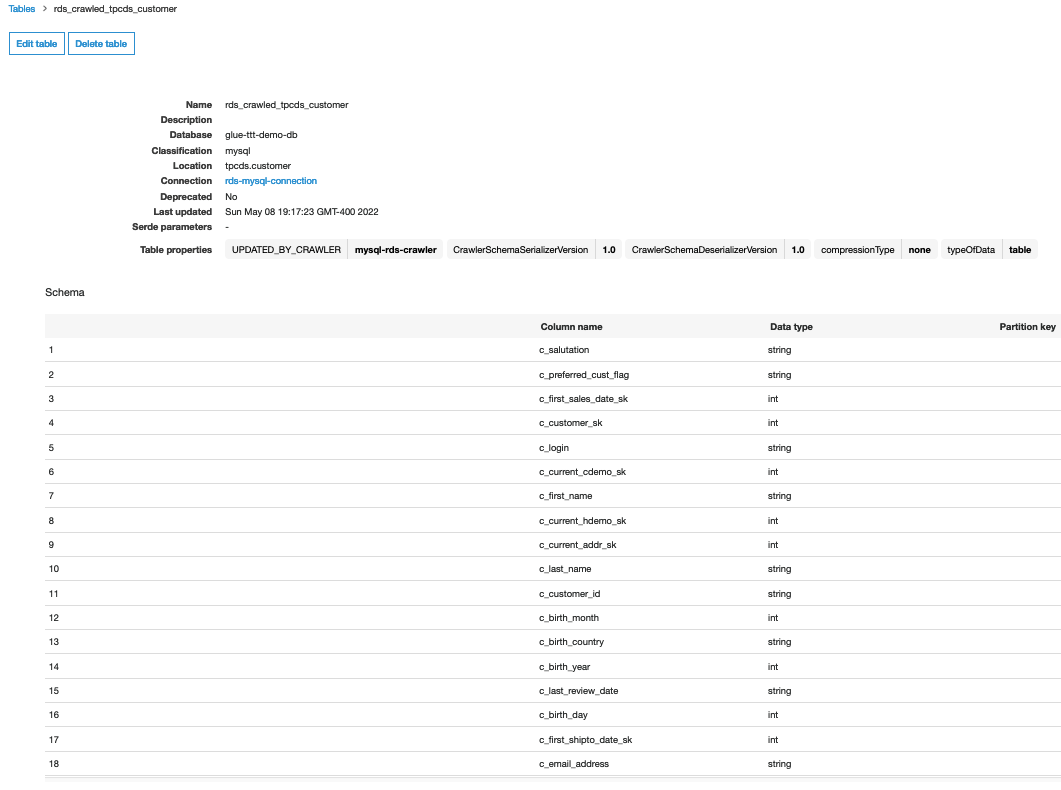 Tables > rds_crawled_tpcds_customer
Edit table Delete table
Name rds_crawled_tpcds_customer
Description
Database glue-ttt-demo-db
Classification mysql
Location tpcds.customer
Connection rds-mysql-connection
Deprecated No
Last updated Sun May 08 19:17:23 GMT-400 2022
Serde parameters -
Table properties UPDATED_BY_CRAWLER mysql-rds-crawler CrawlerSchemaSerializerVersion 1.0 CrawlerSchemaDeserializerVersion 1.0 compressionType none typeOfData table
Schema
Column name Data type Partition key
1 c_salutation string
2 c_preferred_cust_flag string
3 c_first_sales_date_sk int
4 c_customer_sk int
5 c_login string
6 c_current_cdemo_sk int
7 c_first_name string
8 c_current_hdemo_sk int
9 c_current_addr_sk int
10 c_last_name string
11 c_customer_id string
12 c_birth_month int
13 c_birth_country string
14 c_birth_year int
15 c_last_review_date string
16 c_birth_day int
17 c_first_shipto_date_sk int
18 c_email_address string